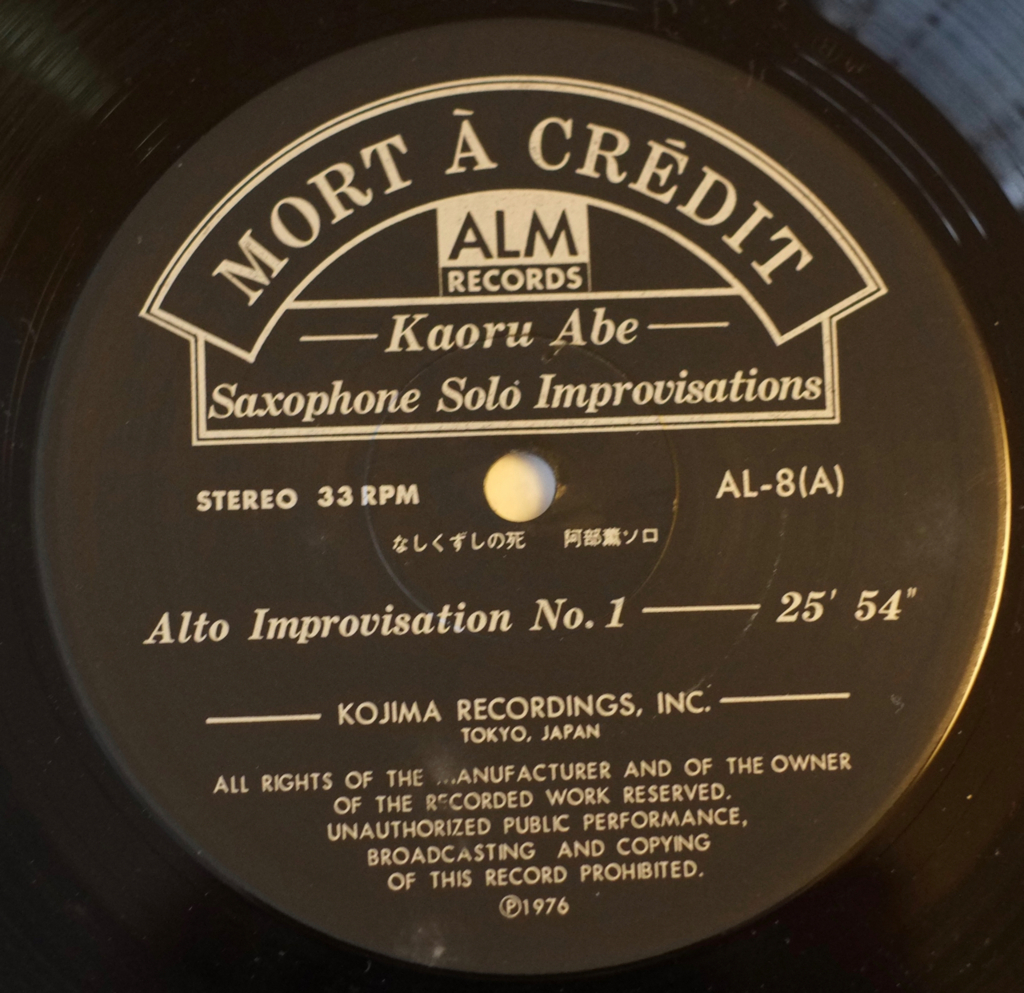 MORT À CRÉDIT
ALM
RECORDS
Kaoru Abe
Saxophone Solo Improvisations
STEREO 33 RPM
AL-8(A)
なしくずしの死 阿部薫ソロ
Alto Improvisation No. 1 — 25' 54"
KOJIMA RECORDINGS, INC.
TOKYO, JAPAN
ALL RIGHTS OF THE MANUFACTURER AND OF THE OWNER
OF THE RECORDED WORK RESERVED.
UNAUTHORIZED PUBLIC PERFORMANCE,
BROADCASTING AND COPYING
OF THIS RECORD PROHIBITED.
Ⓟ1976